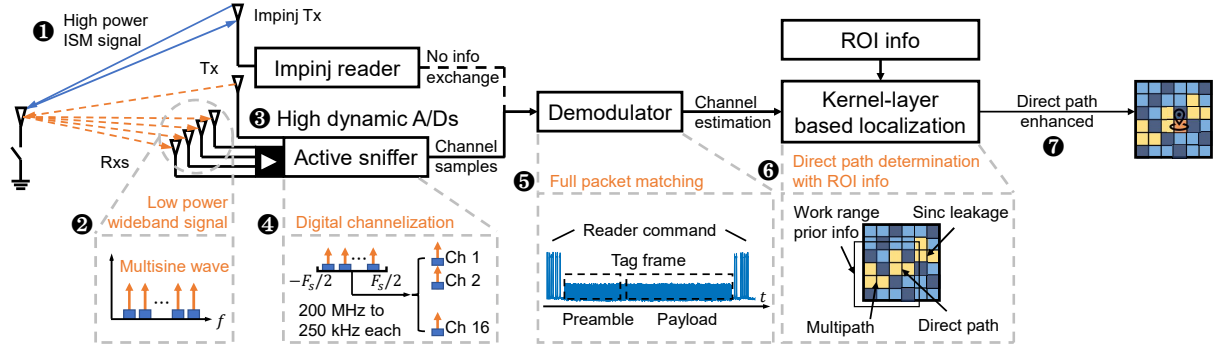 ❶ High power
ISM signal
Impinj Tx
Impinj reader
No info
exchange
Tx
Rxs
❸ High dynamic A/Ds
Active sniffer
Channel
samples
Demodulator
Channel
estimation
ROI info
Kernel-layer
based localization
Direct path
enhanced
❼
❷ Low power
wideband signal
Multisine wave
...
f
❹ Digital channelization
...
−Fs/2
Fs/2
200 MHz to
250 kHz each
Ch 1
Ch 2
Ch 16
❺ Full packet matching
Reader command
Tag frame
t
Preamble
Payload
❻ Direct path determination
with ROI info
Work range
prior info
Sinc leakage
Multipath
Direct path